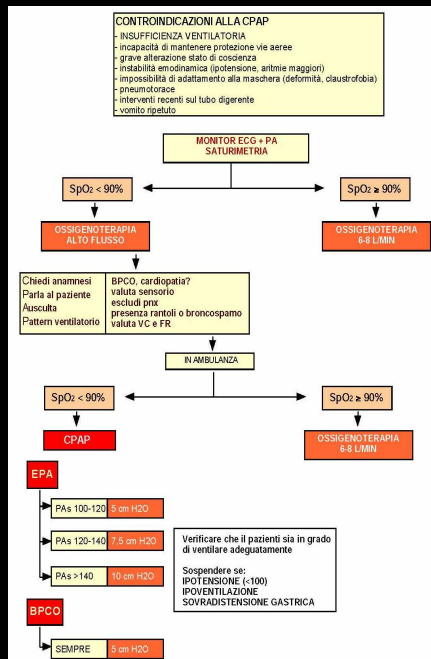 CONTROINDICAZIONI ALLA CPAP
- INSUFFICIENZA VENTILATORIA
- incapacità di mantenere protezione vie aeree
- grave alterazione stato di coscienza
- instabilità emodinamica (ipotensione, aritmie maggiori)
- impossibilità di adattamento alla maschera (deformità, claustrofobia)
- pneumotorace
- interventi recenti sul tubo digerente
- vomito ripetuto
MONITOR ECG + PA
SATURIMETRIA
SpO₂ < 90%
SpO₂ ≥ 90%
OSSIGENOTERAPIA
ALTO FLUSSO
OSSIGENOTERAPIA
6-8 L/MIN
Chiedi anamnesi
Parla al paziente
Ausculta
Pattern ventilatorio
BPCO, cardiopatia?
valuta sensorio
escludi pnx
presenza rantoli o broncospamo
valuta VC e FR
IN AMBULANZA
SpO₂ < 90%
SpO₂ ≥ 90%
CPAP
OSSIGENOTERAPIA
6-8 L/MIN
EPA
PAs 100-120 5 cm H2O
PAs 120-140 7.5 cm H2O
PAs >140 10 cm H2O
Verificare che il pazienti sia in grado
di ventilare adeguatamente
Sospendere se:
IPOTENSIONE (<100)
IPOVENTILAZIONE
SOVRADISTENSIONE GASTRICA
BPCO
SEMPRE 5 cm H2O